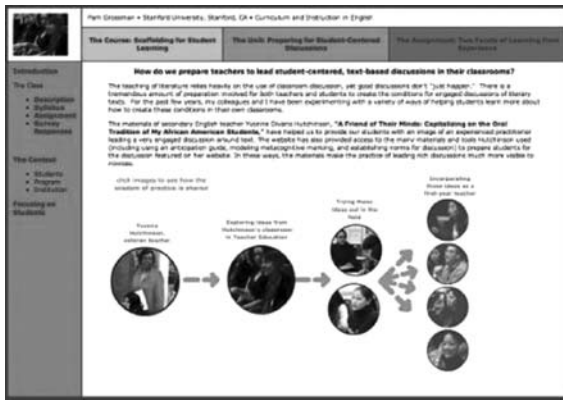 Pam Grossman • Stanford University, Stanford, CA • Curriculum and Instruction in English
The Course: Scaffolding for Student
Learning
The Unit: Preparing for Student-Centered
Discussions
The Assignment: Two Facets of Learning from
Experience
Introduction
The Class
• Description
• Syllabus
• Assignment
• Survey
Responses
The Context
• Students
• Program
• Institution
Focusing on
Students
How do we prepare teachers to lead student-centered, text-based discussions in their classrooms?
The teaching of literature relies heavily on the use of classroom discussion, yet good discussions don't "just happen." There is a
tremendous amount of preparation involved for both teachers and students to create the conditions for engaged discussions of literary
texts. For the past few years, my colleagues and I have been experimenting with a variety of ways of helping students learn more about
how to create these conditions in their own classrooms.
The materials of secondary English teacher Yvonne Divans Hutchinson, "A Friend of Their Minds: Capitalizing on the Oral
Tradition of My African American Students," have helped us to provide our students with an image of an experienced practitioner
leading a very engaged discussion around text. The website has also provided access to the many materials and tools Hutchinson used
(including using an anticipation guide, modeling metacognitive marking, and establishing norms for discussion) to prepare students for
the discussion featured on her website. In these ways, the materials make the practice of leading rich discussions much more visible to
novices.
click images to see how the
wisdom of practice is shared
Yvonne
Hutchinson,
veteran teacher
Exploring ideas from
Hutchinson's classroom
in Teacher Education
Trying these
ideas out in the
field
Incorporating
these ideas as a
first-year teacher